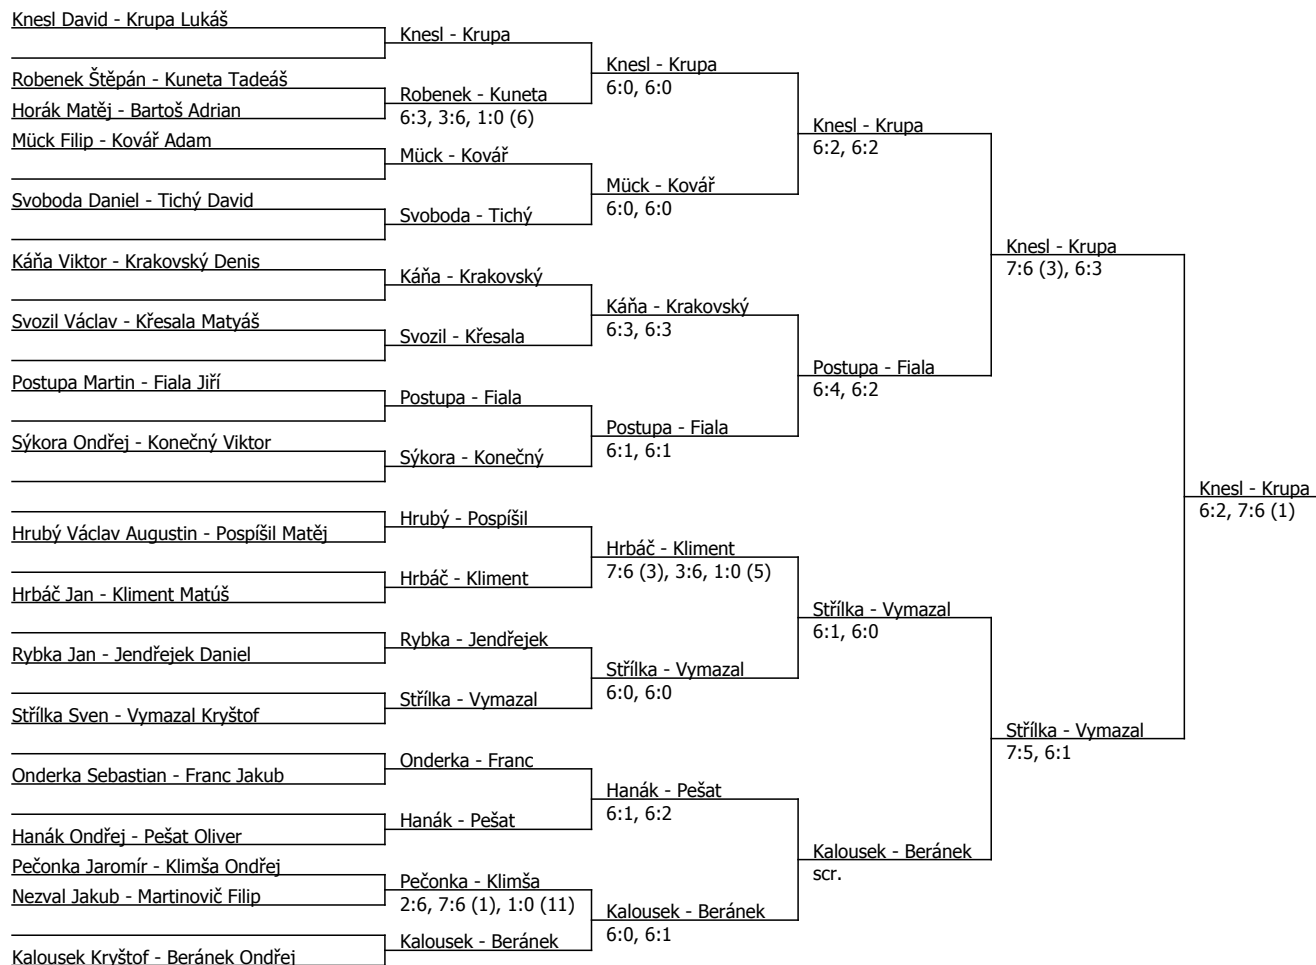 Knesl David - Krupa Lukáš
Robenek Štěpán - Kuneta Tadeáš
Horák Matěj - Bartoš Adrian
Mück Filip - Kovář Adam
Svoboda Daniel - Tichý David
Káňa Viktor - Krakovský Denis
Svozil Václav - Křesala Matyáš
Postupa Martin - Fiala Jiří
Sýkora Ondřej - Konečný Viktor
Hrubý Václav Augustin - Pospíšil Matěj
Hrbáč Jan - Kliment Matúš
Rybka Jan - Jendřejek Daniel
Střílka Sven - Vymazal Kryštof
Onderka Sebastian - Franc Jakub
Hanák Ondřej - Pešat Oliver
Pečonka Jaromír - Klimša Ondřej
Nezval Jakub - Martinovič Filip
Kalousek Kryštof - Beránek Ondřej
Knesl - Krupa
Robenek - Kuneta
6:3, 3:6, 1:0 (6)
Mück - Kovář
Svoboda - Tichý
Káňa - Krakovský
Svozil - Křesala
Postupa - Fiala
Sýkora - Konečný
Hrubý - Pospíšil
Hrbáč - Kliment
Rybka - Jendřejek
Střílka - Vymazal
Onderka - Franc
Hanák - Pešat
Pečonka - Klimša
2:6, 7:6 (1), 1:0 (11)
Kalousek - Beránek
Knesl - Krupa
6:0, 6:0
Mück - Kovář
6:0, 6:0
Káňa - Krakovský
6:3, 6:3
Postupa - Fiala
6:1, 6:1
Hrbáč - Kliment
7:6 (3), 3:6, 1:0 (5)
Střílka - Vymazal
6:0, 6:0
Hanák - Pešat
6:1, 6:2
Kalousek - Beránek
6:0, 6:1
Knesl - Krupa
6:2, 6:2
Postupa - Fiala
6:4, 6:2
Střílka - Vymazal
6:1, 6:0
Kalousek - Beránek
scr.
Knesl - Krupa
7:6 (3), 6:3
Střílka - Vymazal
7:5, 6:1
Knesl - Krupa
6:2, 7:6 (1)